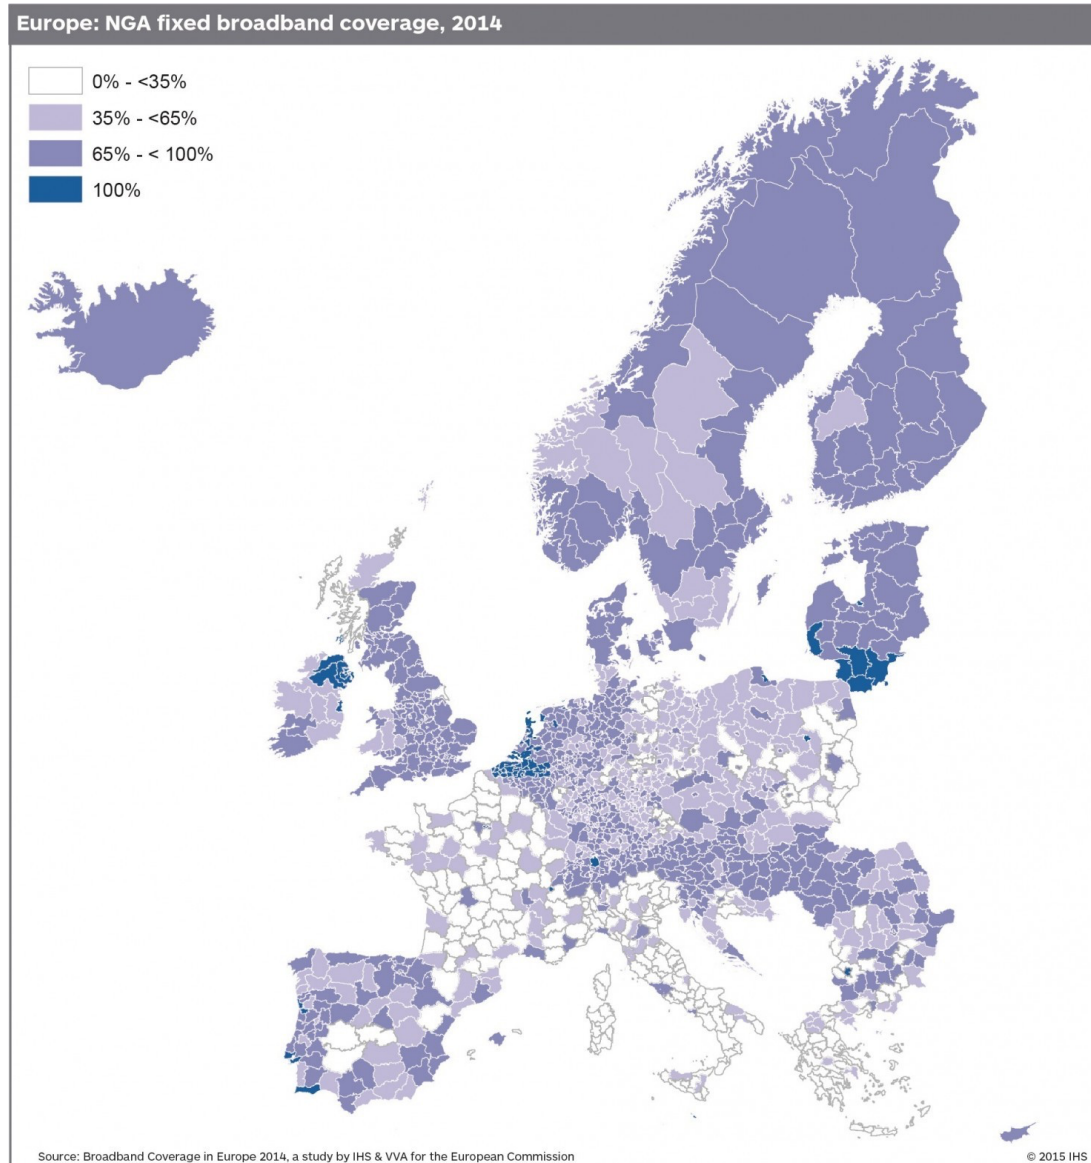 Europe: NGA fixed broadband coverage, 2014
0% - <35%
35% - <65%
65% - < 100%
100%
Source: Broadband Coverage in Europe 2014, a study by IHS & VVA for the European Commission
© 2015 IHS